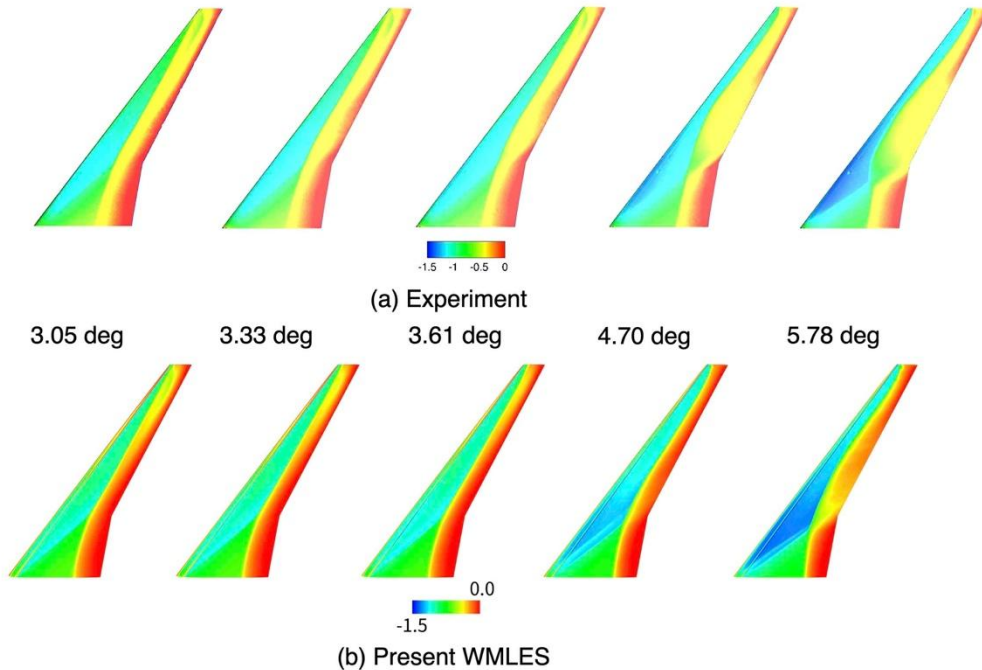 -1.5 -1 -0.5 0
(a) Experiment
3.05 deg 3.33 deg 3.61 deg 4.70 deg 5.78 deg
0.0
-1.5
(b) Present WMLES